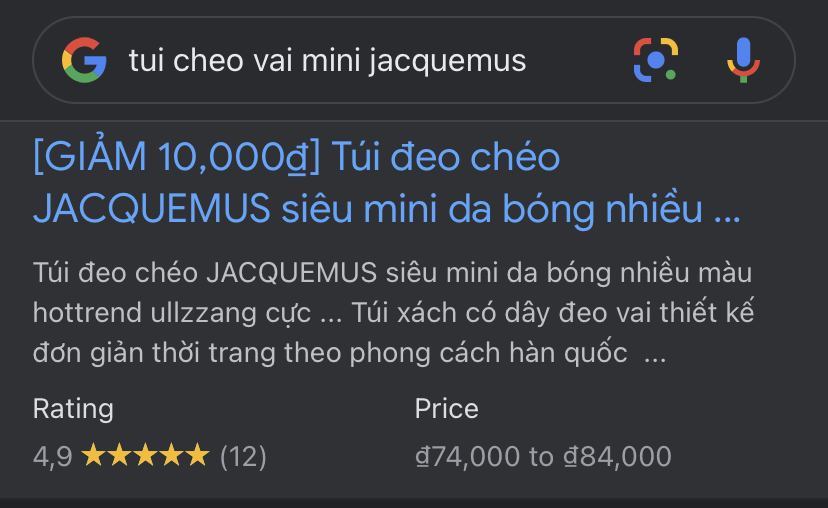 tui cheo vai mini jacquemus
[GIẢM 10,000₫] Túi đeo chéo
JACQUEMUS siêu mini da bóng nhiều ...
Túi đeo chéo JACQUEMUS siêu mini da bóng nhiều màu
hottrend ullzzang cực ... Túi xách có dây đeo vai thiết kế
đơn giản thời trang theo phong cách hàn quốc ...
Rating
Price
4,9 ★★★★★ (12)
₫74,000 to ₫84,000